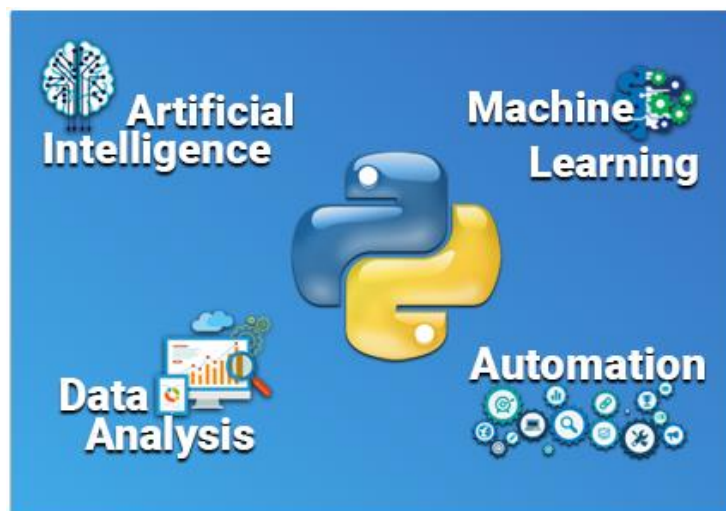 Artificial
Intelligence
Machine
Learning
Data
Analysis
Automation